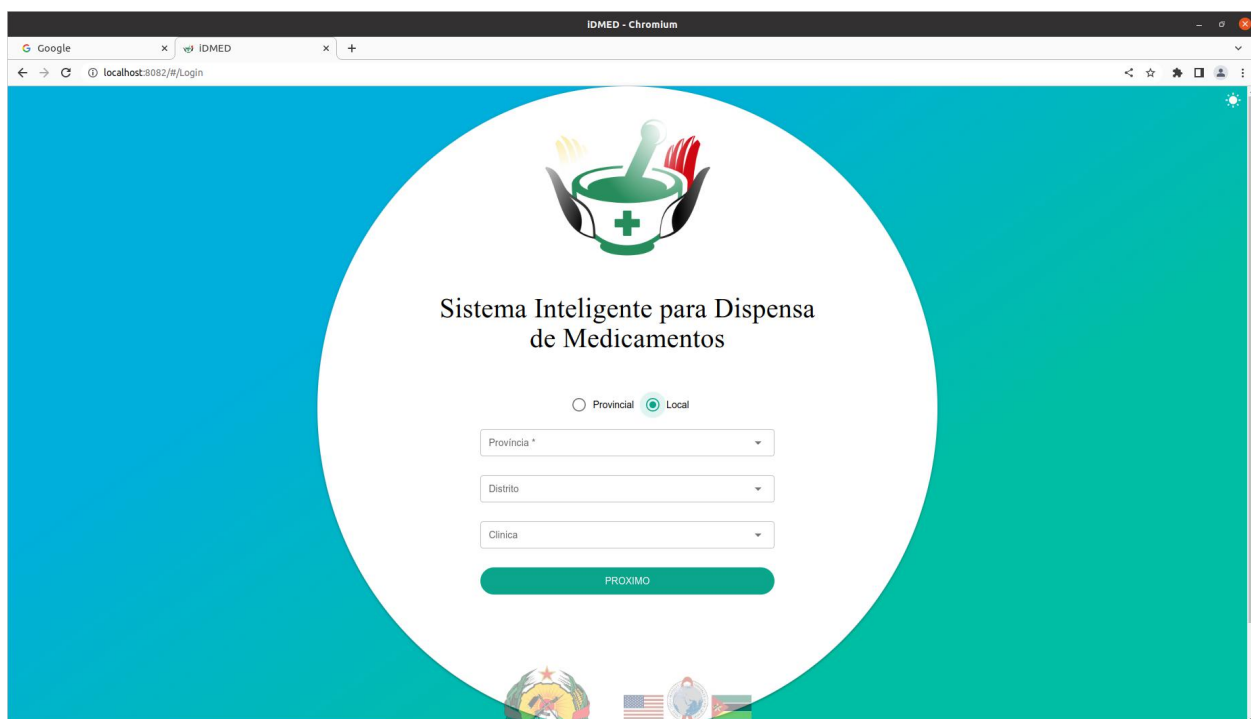 iDMED - Chromium
Google
iDMED
localhost:8082/#/Login
Sistema Inteligente para Dispensa
de Medicamentos
Provincial Local
Província *
Distrito
Clinica
PROXIMO